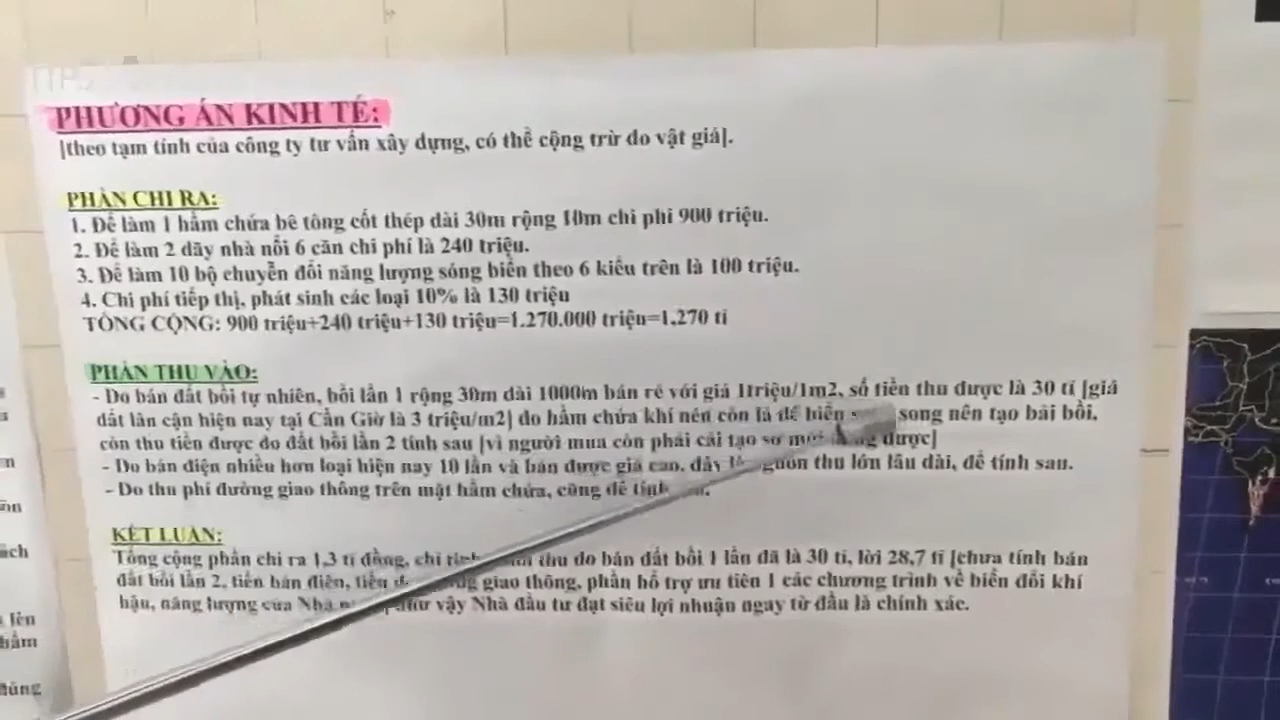 PHƯƠNG ÁN KINH TẾ:
[theo tạm tính của công ty tư vấn xây dựng, có thể cộng trừ do vật giá].
PHẦN CHI RA:
1. Để làm 1 hầm chứa bê tông cốt thép dài 30m rộng 10m chi phí 900 triệu.
2. Để làm 2 dãy nhà nổi 6 căn chi phí là 240 triệu.
3. Để làm 10 bộ chuyển đổi năng lượng sóng biển theo 6 kiểu trên là 100 triệu.
4. Chi phí tiếp thị, phát sinh các loại 10% là 130 triệu
TỔNG CỘNG: 900 triệu+240 triệu+130 triệu=1.270.000 triệu=1,270 tỉ
PHẦN THU VÀO:
- Do bán đất bồi tự nhiên, bồi lần 1 rộng 30m dài 1000m bán rẻ với giá 1triệu/1m2, số tiền thu được là 30 tỉ [giá
đất lân cận hiện nay tại Cần Giờ là 3 triệu/m2] do hầm chứa khí nén còn là đê biển song nên tạo bãi bồi,
còn thu tiền được do đất bồi lần 2 tính sau [vì người mua còn phải cải tạo sơ mới được]
- Do bán điện nhiều hơn loại hiện nay 10 lần và bán được giá cao, đây nguồn thu lớn lâu dài, để tính sau.
- Do thu phí đường giao thông trên mặt hầm chứa, cũng để tính
KẾT LUẬN:
Tổng cộng phần chi ra 1,3 tỉ đồng, chỉ thu do bán đất bồi 1 lần đã là 30 tỉ, lời 28,7 tỉ [chưa tính bán
đất bồi lần 2, tiền bán điện, giao thông, phần hỗ trợ ưu tiên 1 các chương trình về biến đổi khí
hậu, năng lượng của Nhà như vậy Nhà đầu tư đạt siêu lợi nhuận ngay từ đầu là chính xác.